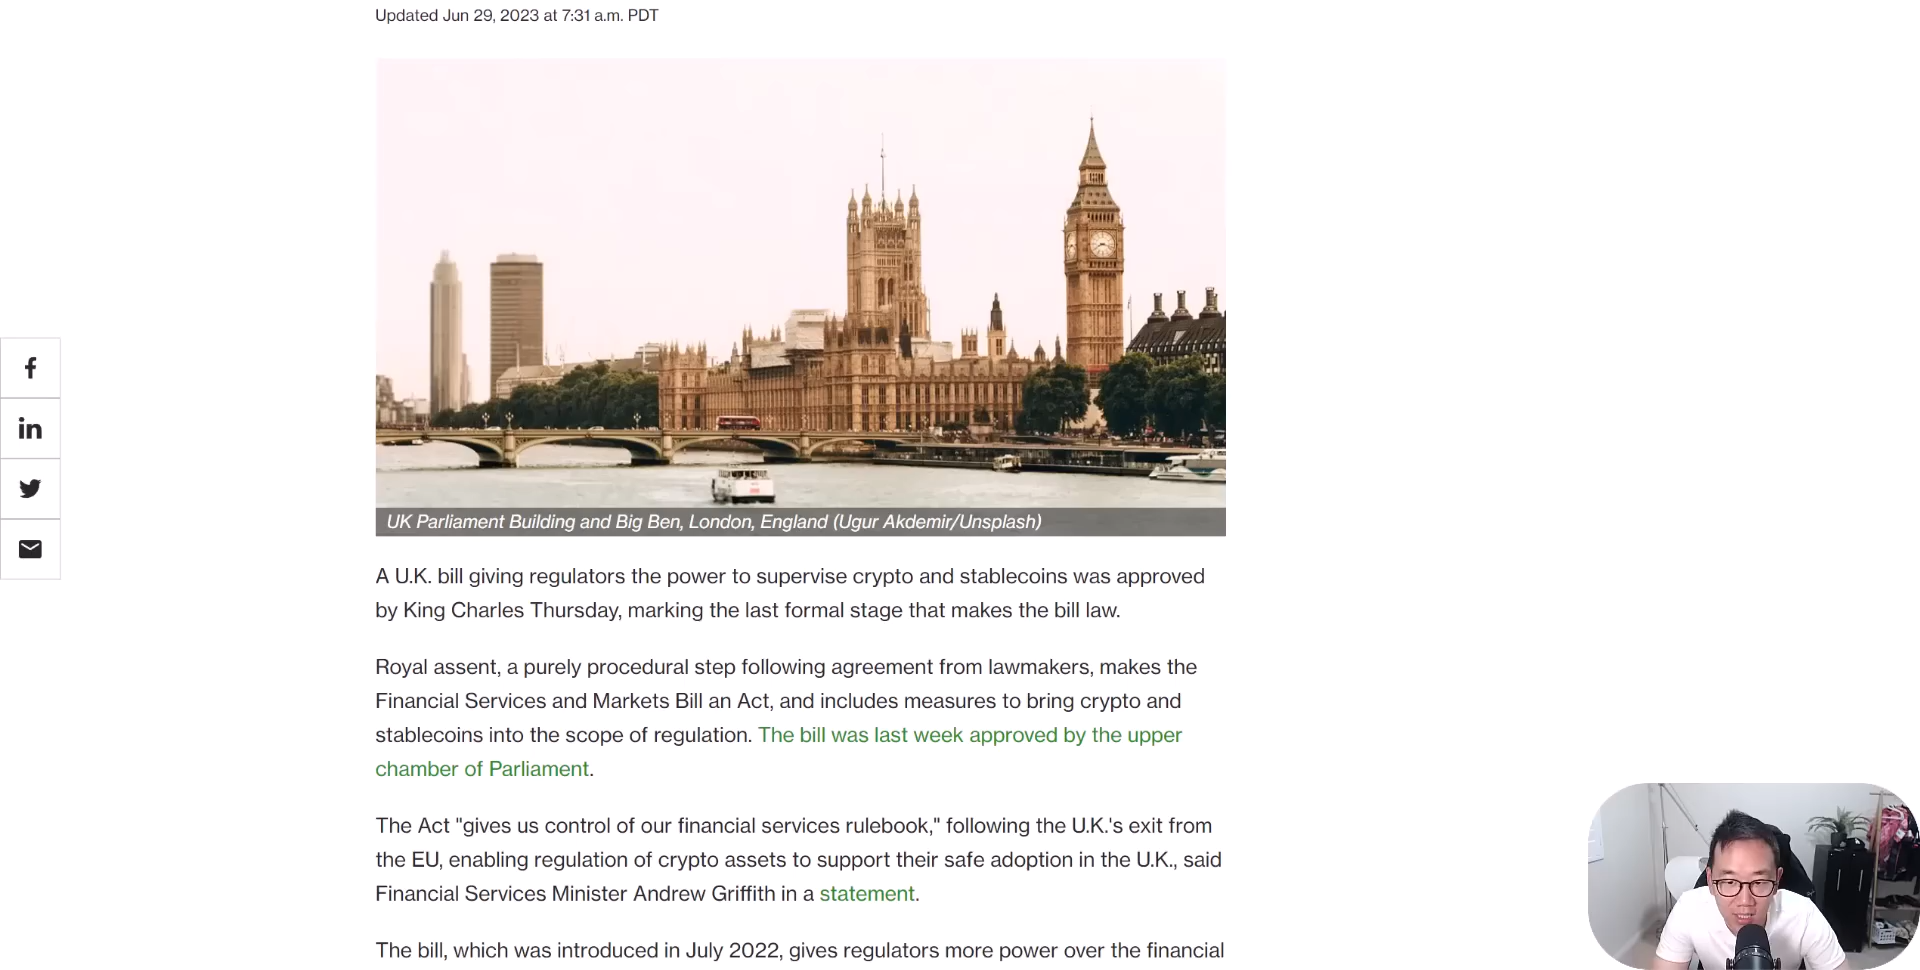 Updated Jun 29, 2023 at 7:31 a.m. PDT
UK Parliament Building and Big Ben, London, England (Ugur Akdemir/Unsplash)
A U.K. bill giving regulators the power to supervise crypto and stablecoins was approved
by King Charles Thursday, marking the last formal stage that makes the bill law.
Royal assent, a purely procedural step following agreement from lawmakers, makes the
Financial Services and Markets Bill an Act, and includes measures to bring crypto and
stablecoins into the scope of regulation. The bill was last week approved by the upper
chamber of Parliament.
The Act "gives us control of our financial services rulebook," following the U.K.'s exit from
the EU, enabling regulation of crypto assets to support their safe adoption in the U.K., said
Financial Services Minister Andrew Griffith in a statement.
The bill, which was introduced in July 2022, gives regulators more power over the financial